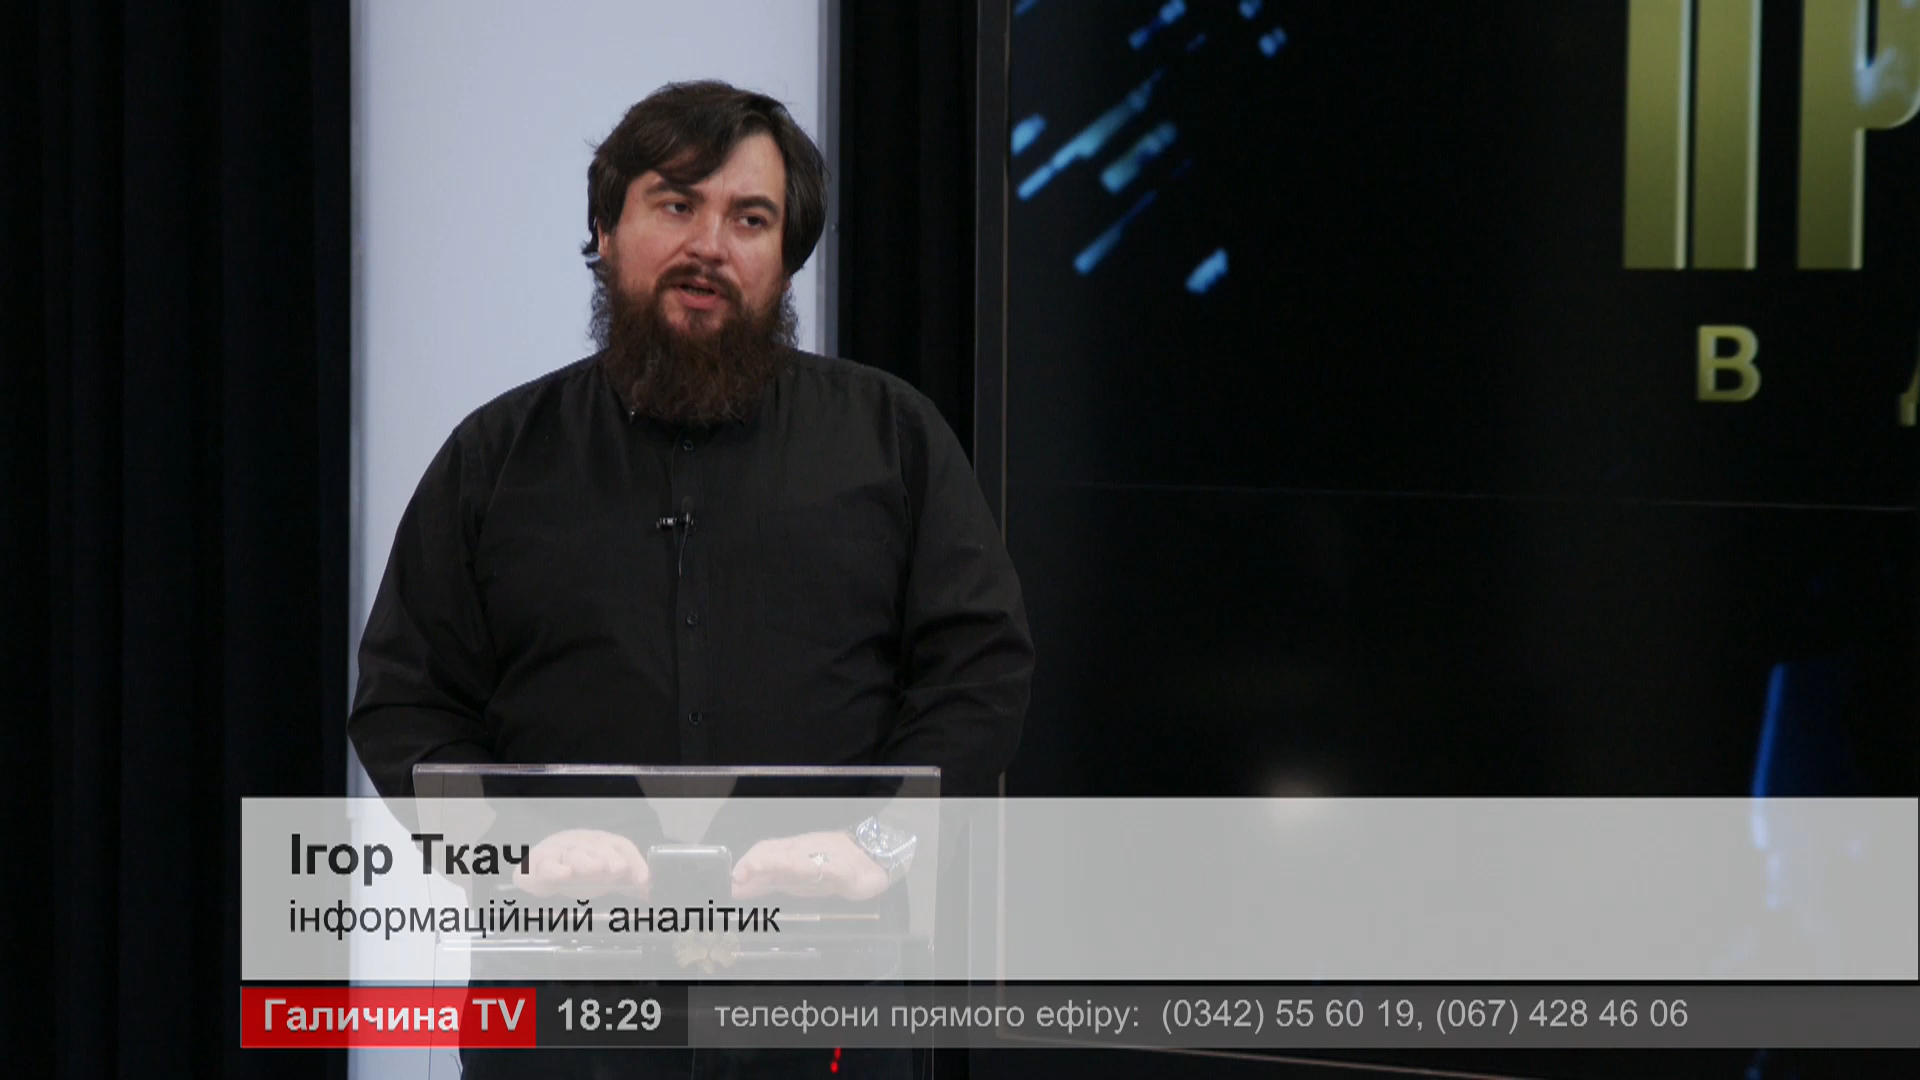 В
Ігор Ткач
інформаційний аналітик
Галичина TV 18:29 телефони прямого ефіру: (0342) 55 60 19, (067) 428 46 06